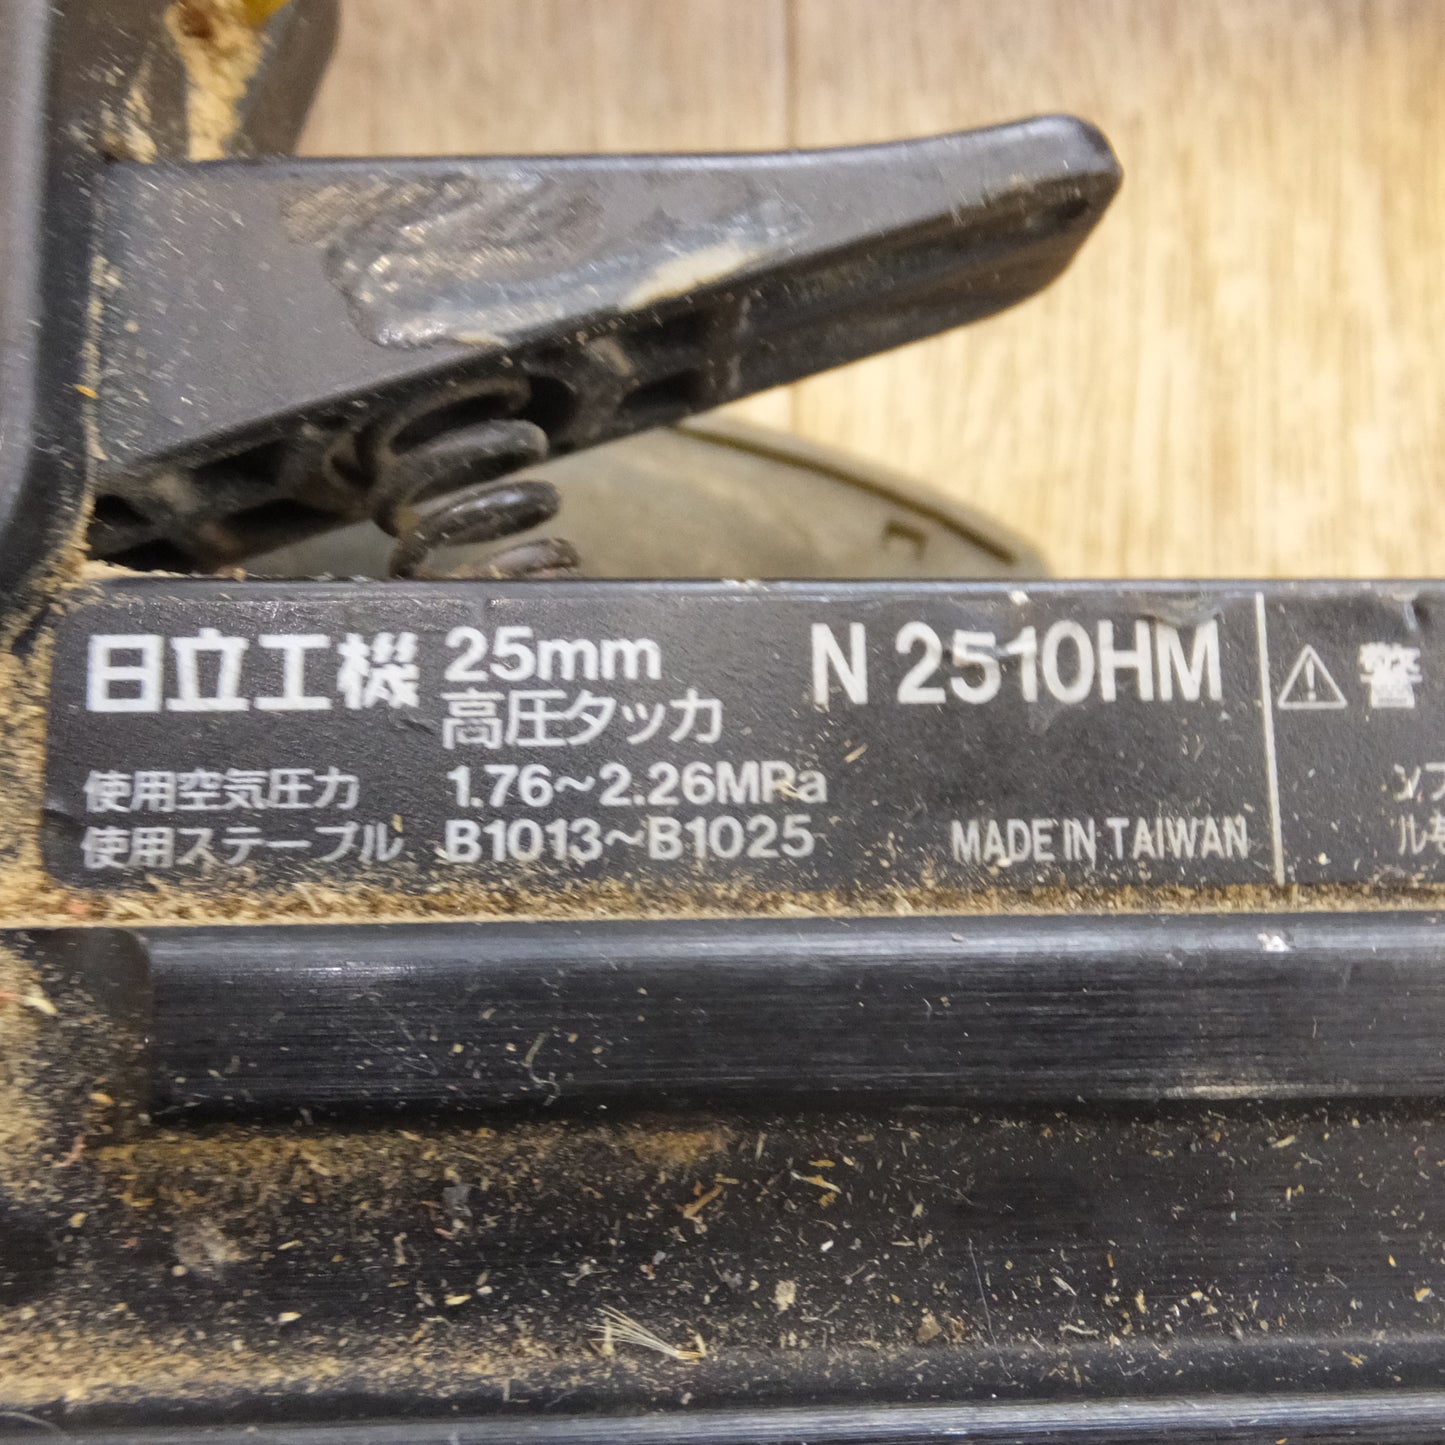 日立工機 25mm 高圧タッカ N 2510HM
使用空気圧力 1.76~2.26MPa
使用ステープル B1013~B1025
MADE IN TAIWAN